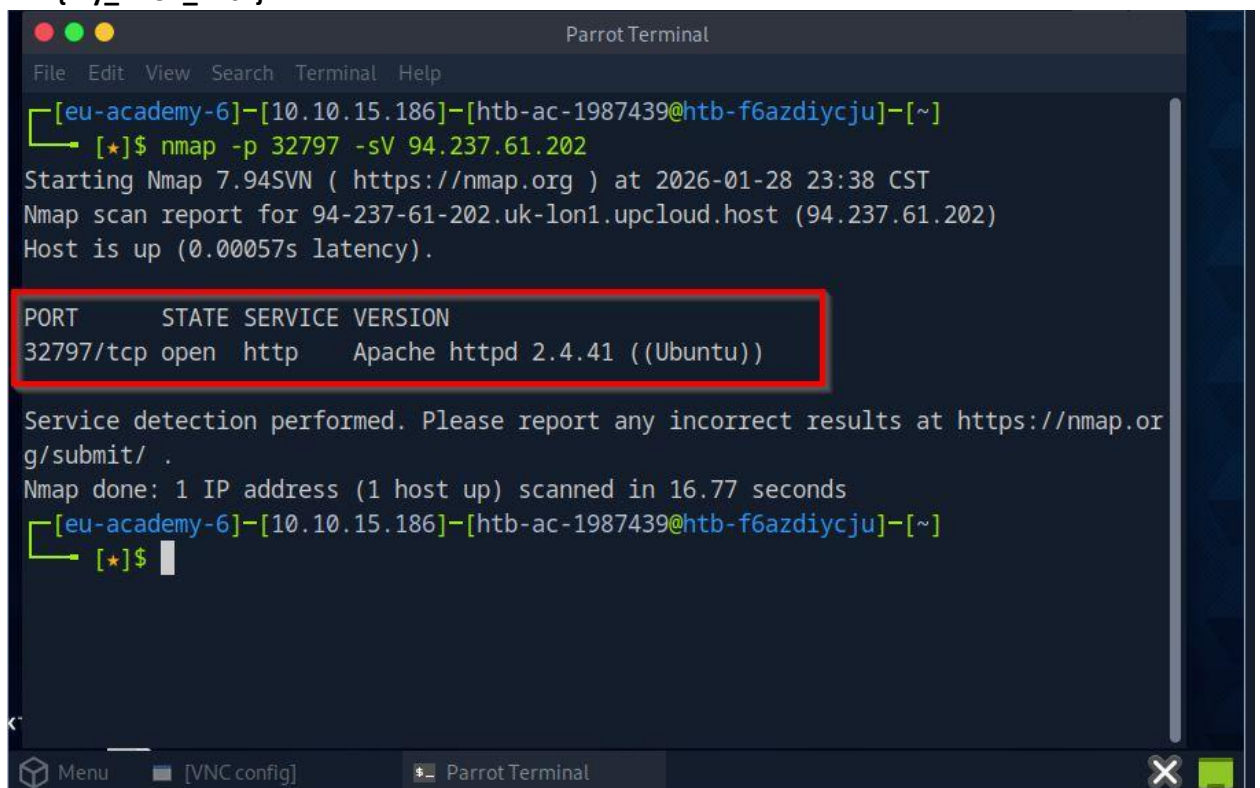 Parrot Terminal
File Edit View Search Terminal Help
[eu-academy-6]-[10.10.15.186]-[htb-ac-1987439@htb-f6azdiycju]-[~]
[★]$ nmap -p 32797 -sV 94.237.61.202
Starting Nmap 7.94SVN ( https://nmap.org ) at 2026-01-28 23:38 CST
Nmap scan report for 94-237-61-202.uk-lon1.upcloud.host (94.237.61.202)
Host is up (0.00057s latency).
PORT STATE SERVICE VERSION
32797/tcp open http Apache httpd 2.4.41 ((Ubuntu))
Service detection performed. Please report any incorrect results at https://nmap.or
g/submit/ .
Nmap done: 1 IP address (1 host up) scanned in 16.77 seconds
[eu-academy-6]-[10.10.15.186]-[htb-ac-1987439@htb-f6azdiycju]-[~]
[★]$
Menu [VNC config] Parrot Terminal